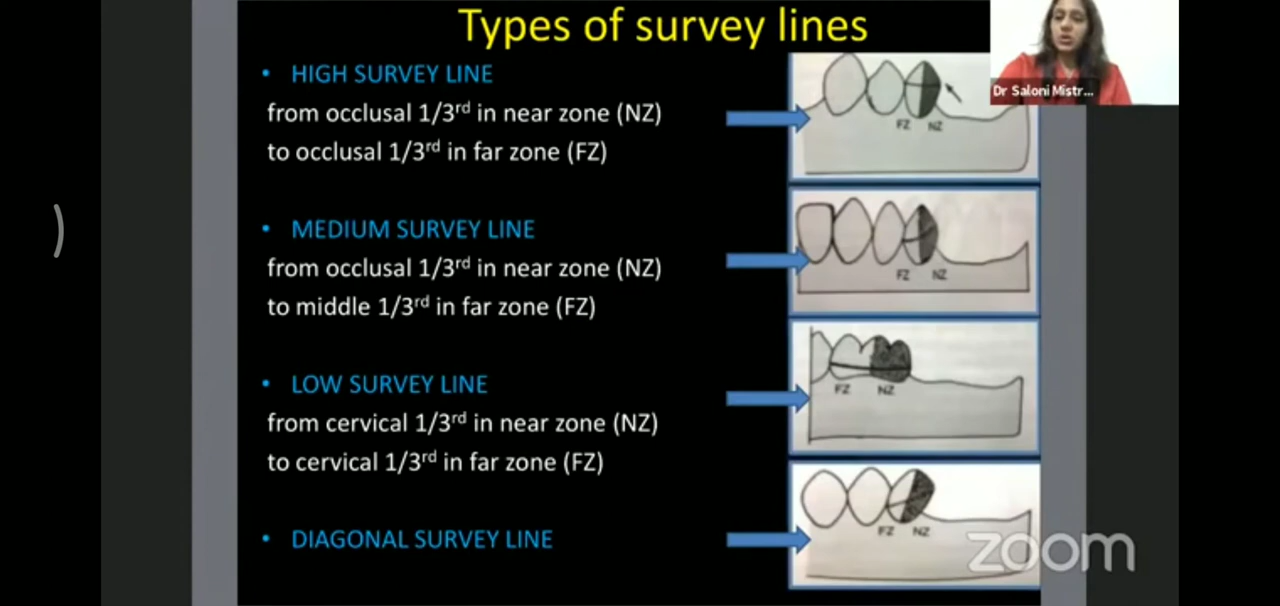 Types of survey lines
Dr Saloni Mistr...
• HIGH SURVEY LINE
from occlusal 1/3rd in near zone (NZ)
to occlusal 1/3rd in far zone (FZ)
FZ NZ
• MEDIUM SURVEY LINE
from occlusal 1/3rd in near zone (NZ)
to middle 1/3rd in far zone (FZ)
FZ NZ
• LOW SURVEY LINE
from cervical 1/3rd in near zone (NZ)
to cervical 1/3rd in far zone (FZ)
FZ NZ
• DIAGONAL SURVEY LINE
FZ NZ
zoom